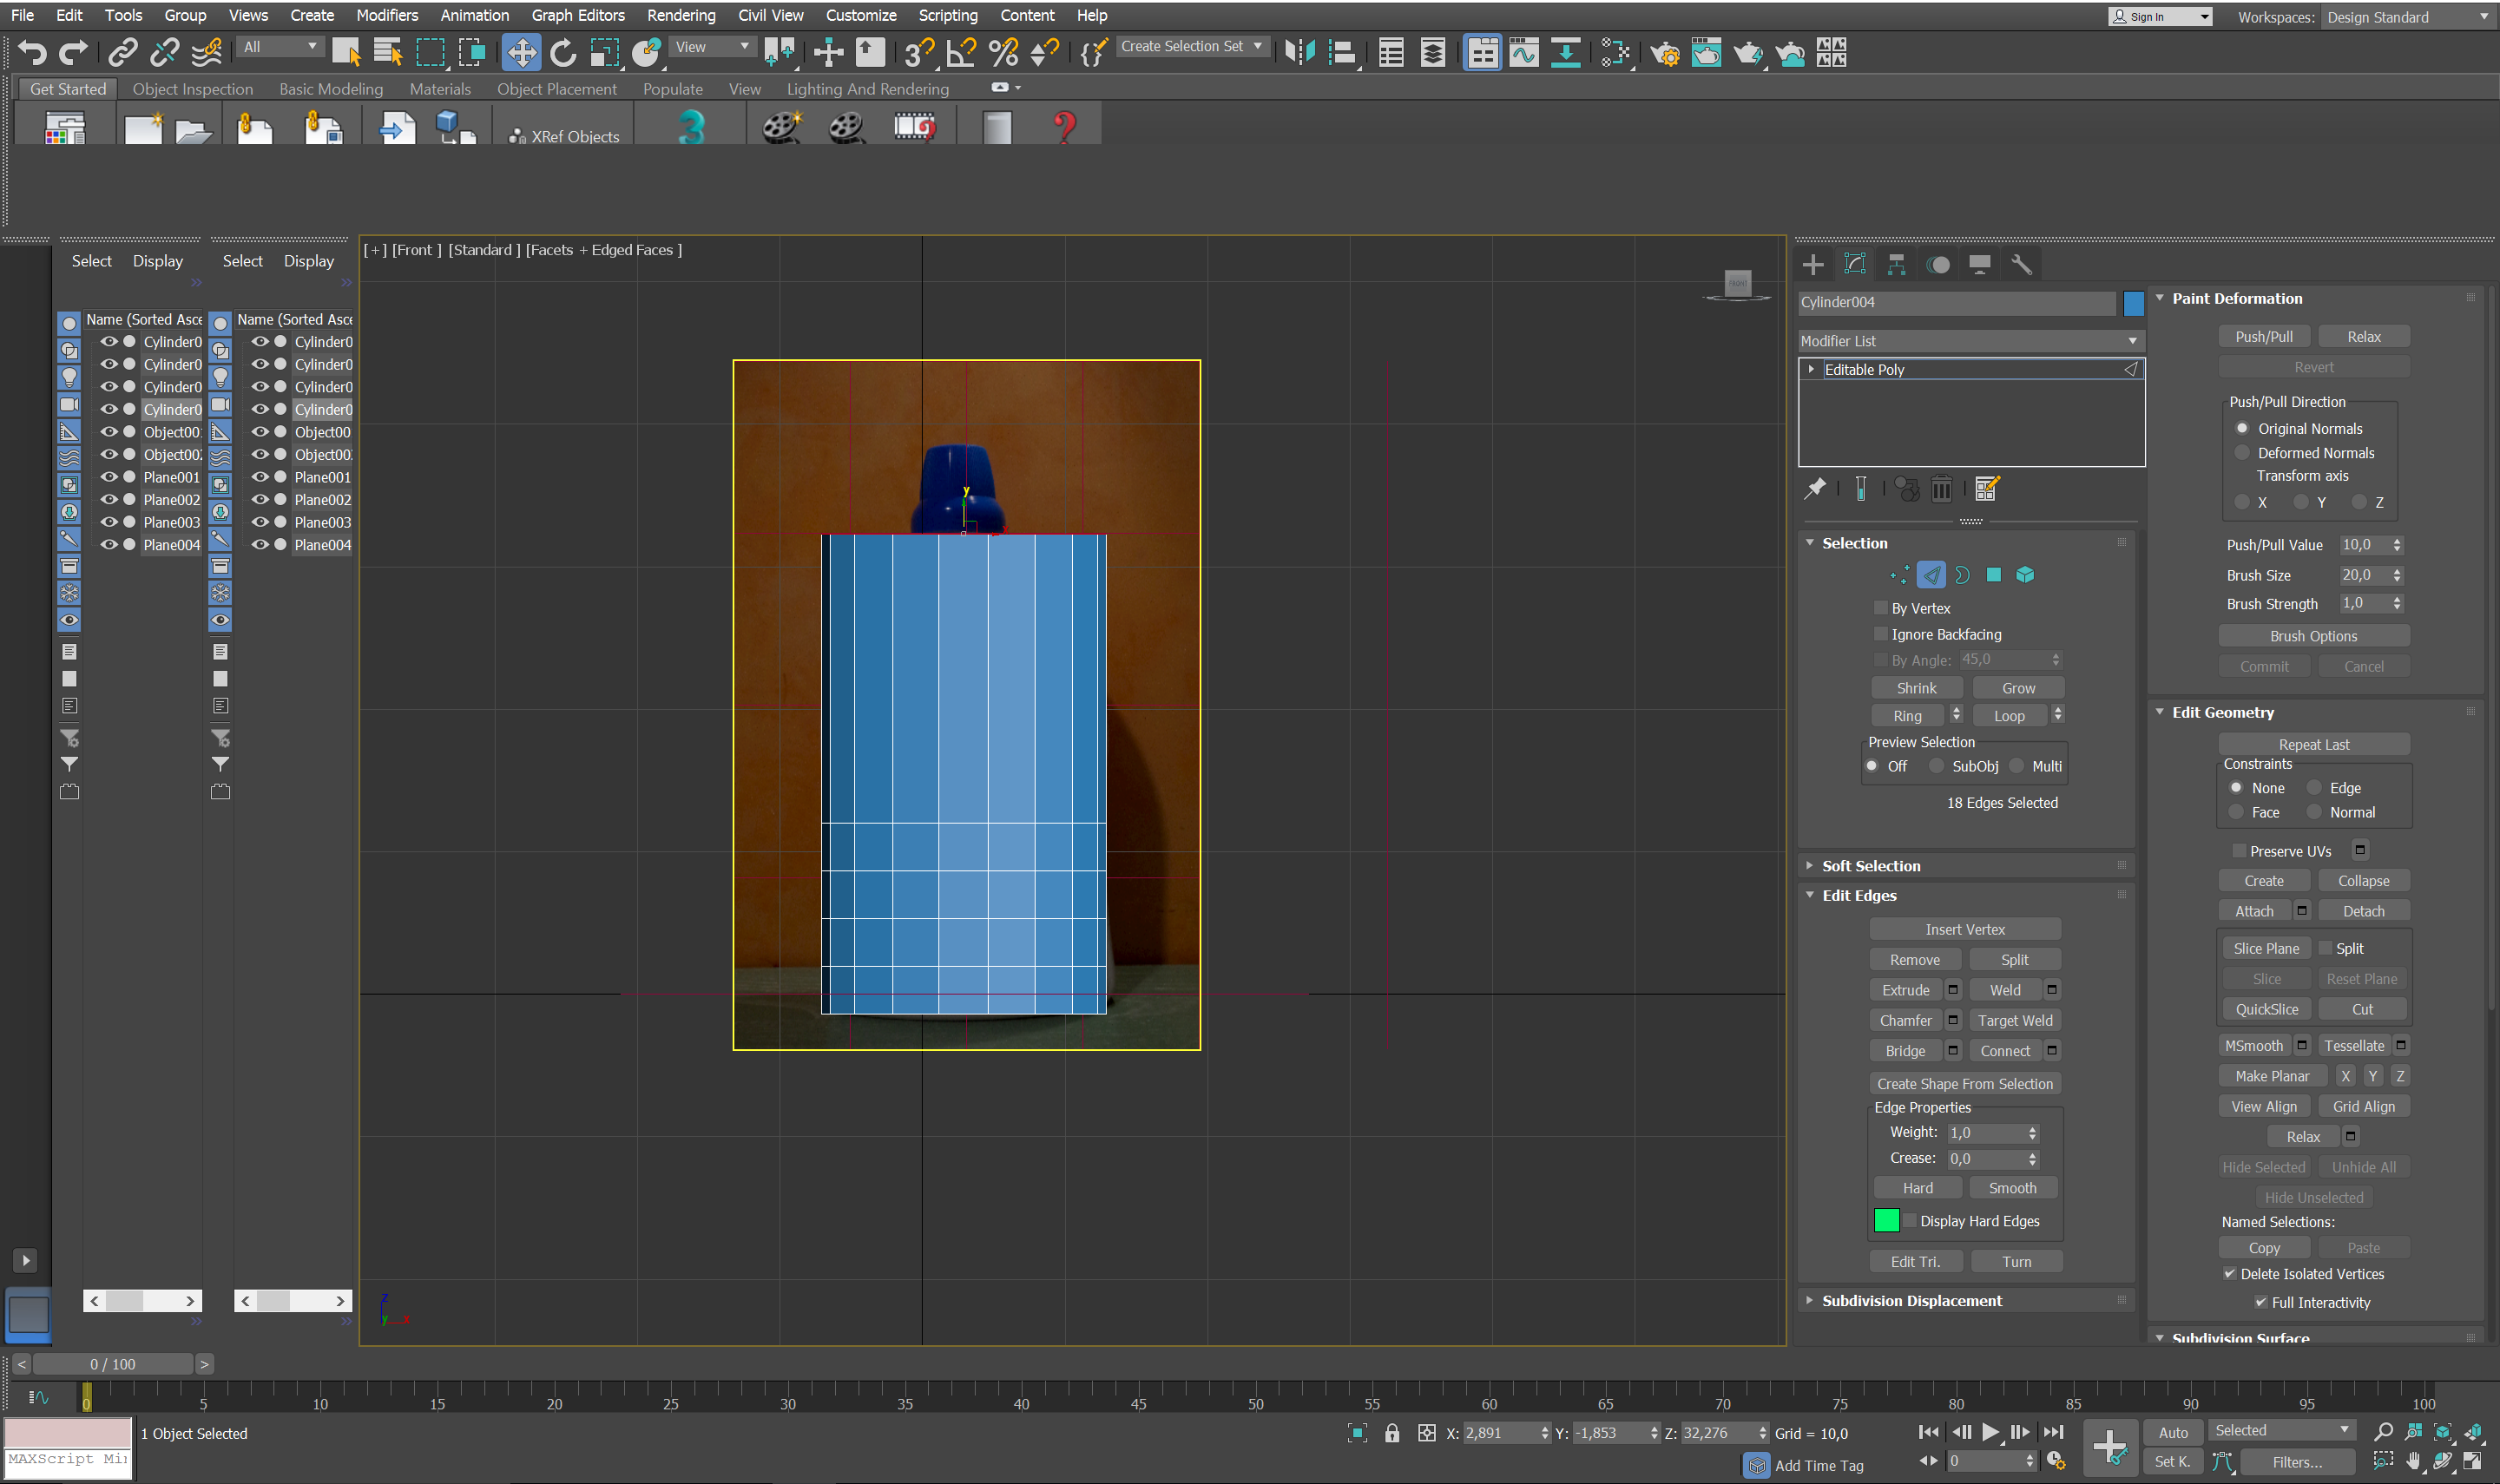 File Edit Tools Group Views Create Modifiers Animation Graph Editors Rendering Civil View Customize Scripting Content Help Sign In Workspaces: Design Standard
All View Create Selection Set
Get Started Object Inspection Basic Modeling Materials Object Placement Populate View Lighting And Rendering
XRef Objects
Select Display Select Display
[+] [Front ] [Standard ] [Facets + Edged Faces ]
FRONT
Name (Sorted Asce Name (Sorted Asce
Cylinder0 Cylinder0
Cylinder0 Cylinder0
Cylinder0 Cylinder0
Cylinder0 Cylinder0
Object00 Object00
Object00 Object00
Plane001 Plane001
Plane002 Plane002
Plane003 Plane003
Plane004 Plane004
y
z
y x
Cylinder004
Modifier List
Editable Poly
Selection
By Vertex
Ignore Backfacing
By Angle: 45,0
Shrink Grow
Ring Loop
Preview Selection
Off SubObj Multi
18 Edges Selected
Soft Selection
Edit Edges
Insert Vertex
Remove Split
Extrude Weld
Chamfer Target Weld
Bridge Connect
Create Shape From Selection
Edge Properties
Weight: 1,0
Crease: 0,0
Hard Smooth
Display Hard Edges
Edit Tri. Turn
Subdivision Displacement
Paint Deformation
Push/Pull Relax
Revert
Push/Pull Direction
Original Normals
Deformed Normals
Transform axis
X Y Z
Push/Pull Value 10,0
Brush Size 20,0
Brush Strength 1,0
Brush Options
Commit Cancel
Edit Geometry
Repeat Last
Constraints
None Edge
Face Normal
Preserve UVs
Create Collapse
Attach Detach
Slice Plane Split
Slice Reset Plane
QuickSlice Cut
MSmooth Tessellate
Make Planar X Y Z
View Align Grid Align
Relax
Hide Selected Unhide All
Hide Unselected
Named Selections:
Copy Paste
Delete Isolated Vertices
Full Interactivity
Subdivision Surface
< 0 / 100 >
0 5 10 15 20 25 30 35 40 45 50 55 60 65 70 75 80 85 90 95 100
1 Object Selected X: 2,891 Y: -1,853 Z: 32,276 Grid = 10,0 Auto Selected
MAXScript Mi Add Time Tag 0 Set K. Filters...